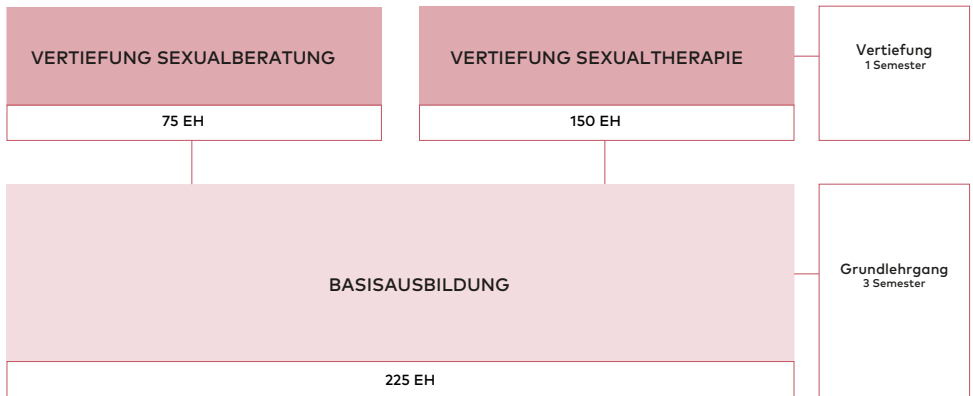 VERTIEFUNG SEXUALBERATUNG
75 EH
VERTIEFUNG SEXUALTHERAPIE
150 EH
Vertiefung
1 Semester
BASISAUSBILDUNG
225 EH
Grundlehrgang
3 Semester